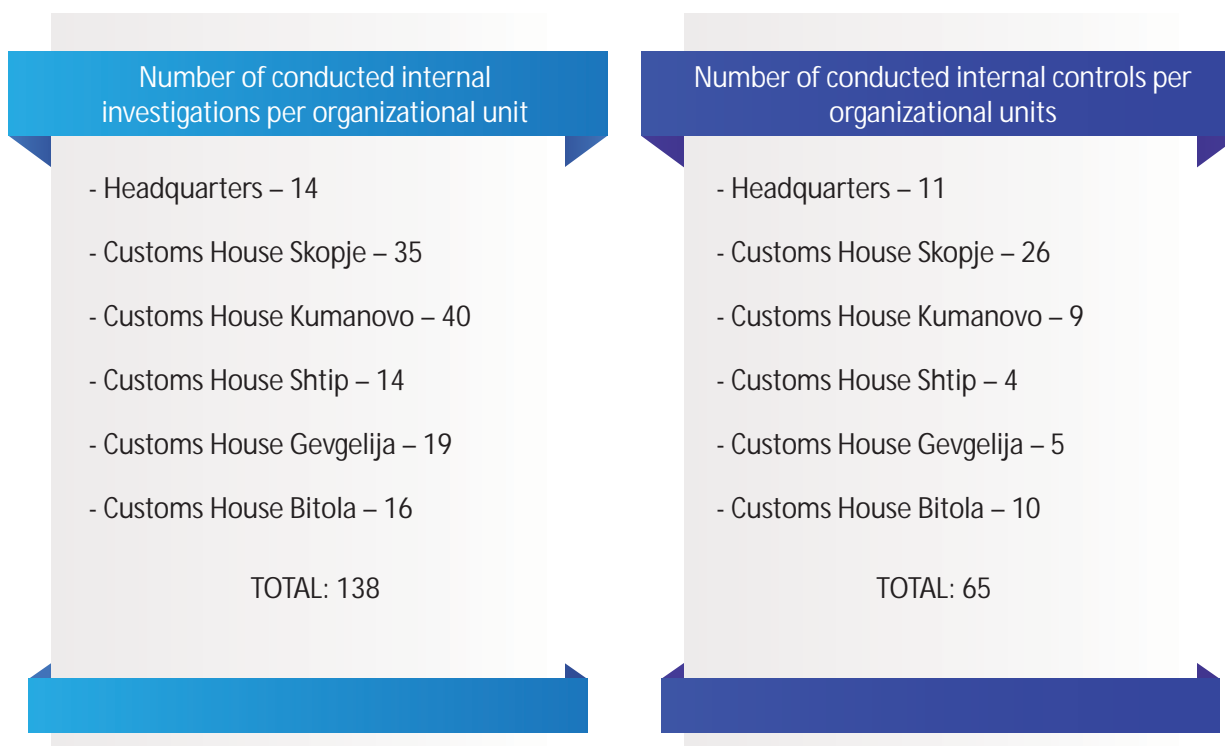 Number of conducted internal
investigations per organizational unit
- Headquarters – 14
- Customs House Skopje – 35
- Customs House Kumanovo – 40
- Customs House Shtip – 14
- Customs House Gevgelija – 19
- Customs House Bitola – 16
TOTAL: 138
Number of conducted internal controls per
organizational units
- Headquarters – 11
- Customs House Skopje – 26
- Customs House Kumanovo – 9
- Customs House Shtip – 4
- Customs House Gevgelija – 5
- Customs House Bitola – 10
TOTAL: 65